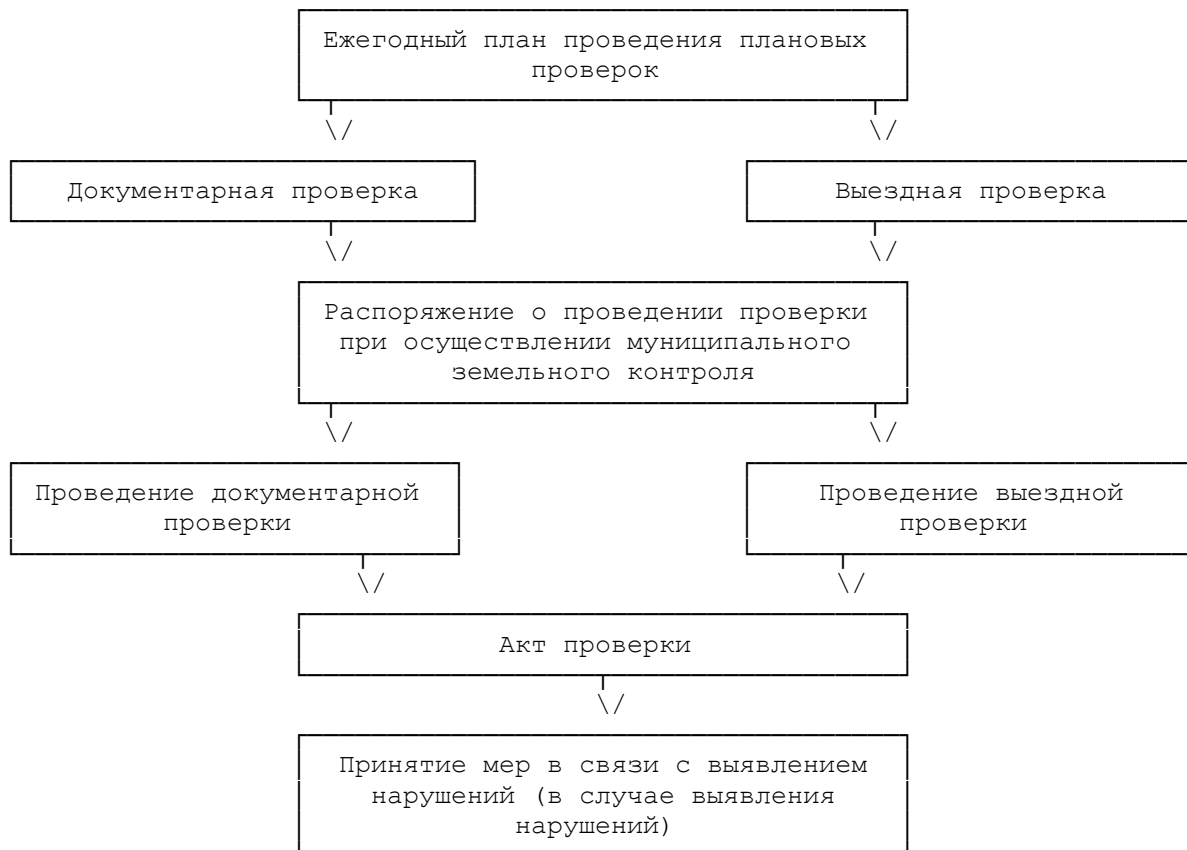 Ежегодный план проведения плановых
проверок
Документарная проверка
Выездная проверка
Распоряжение о проведении проверки
при осуществлении муниципального
земельного контроля
Проведение документарной
проверки
Проведение выездной
проверки
Акт проверки
Принятие мер в связи с выявлением
нарушений (в случае выявления
нарушений)